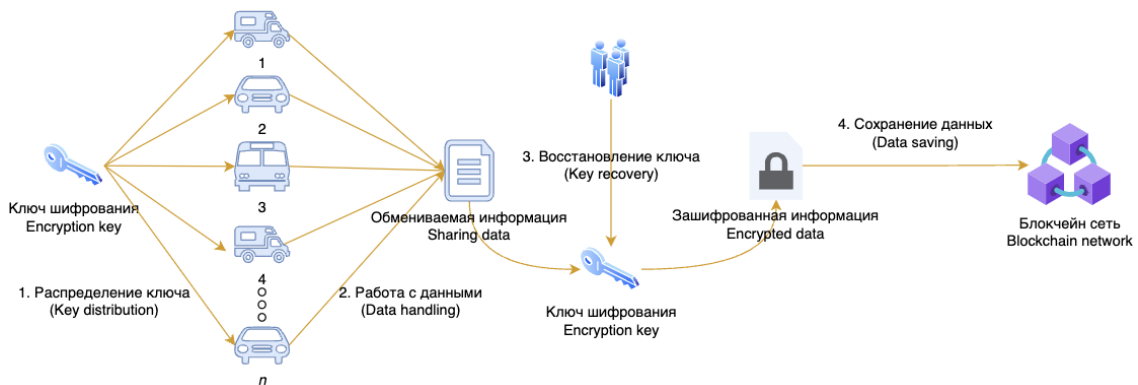 Ключ шифрования
Encryption key
1. Распределение ключа
(Key distribution)
1
2
3
4
n
2. Работа с данными
(Data handling)
Обмениваемая информация
Sharing data
3. Восстановление ключа
(Key recovery)
Ключ шифрования
Encryption key
Зашифрованная информация
Encrypted data
4. Сохранение данных
(Data saving)
Блокчейн сеть
Blockchain network